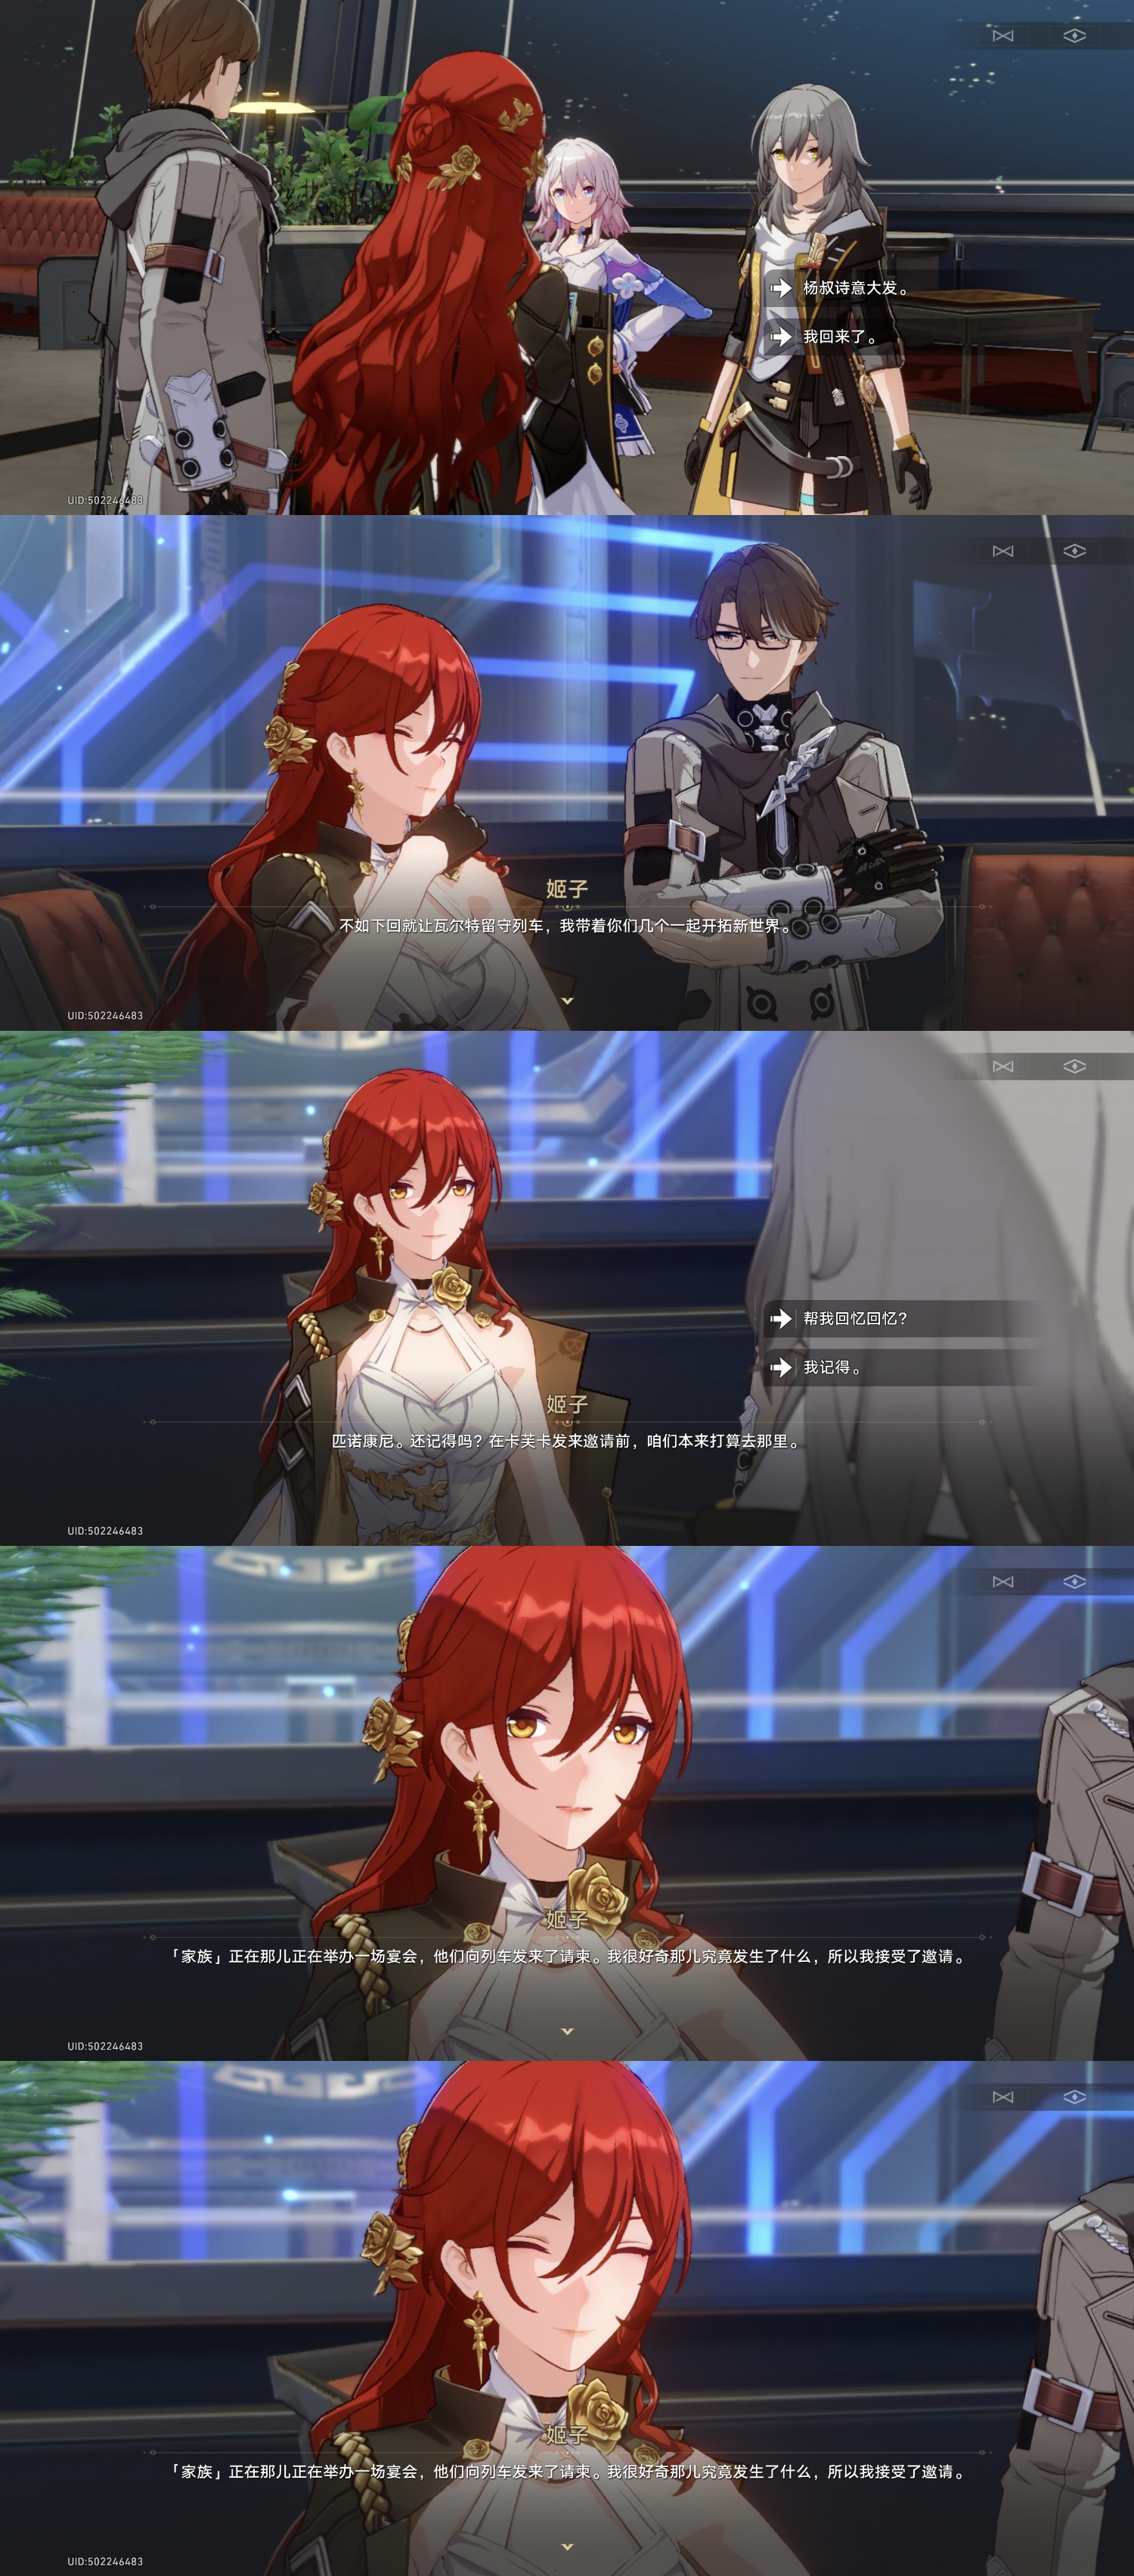 杨叔诗意大发。
我回来了。
UID:502246483
姬子
不如下回就让瓦尔特留守列车，我带着你们几个一起开拓新世界。
UID:502246483
帮我回忆回忆？
我记得。
姬子
匹诺康尼。还记得吗？在卡芙卡发来邀请前，咱们本来打算去那里。
UID:502246483
姬子
「家族」正在那儿正在举办一场宴会，他们向列车发来了请柬。我很好奇那儿究竟发生了什么，所以我接受了邀请。
UID:502246483
姬子
「家族」正在那儿正在举办一场宴会，他们向列车发来了请柬。我很好奇那儿究竟发生了什么，所以我接受了邀请。
UID:502246483